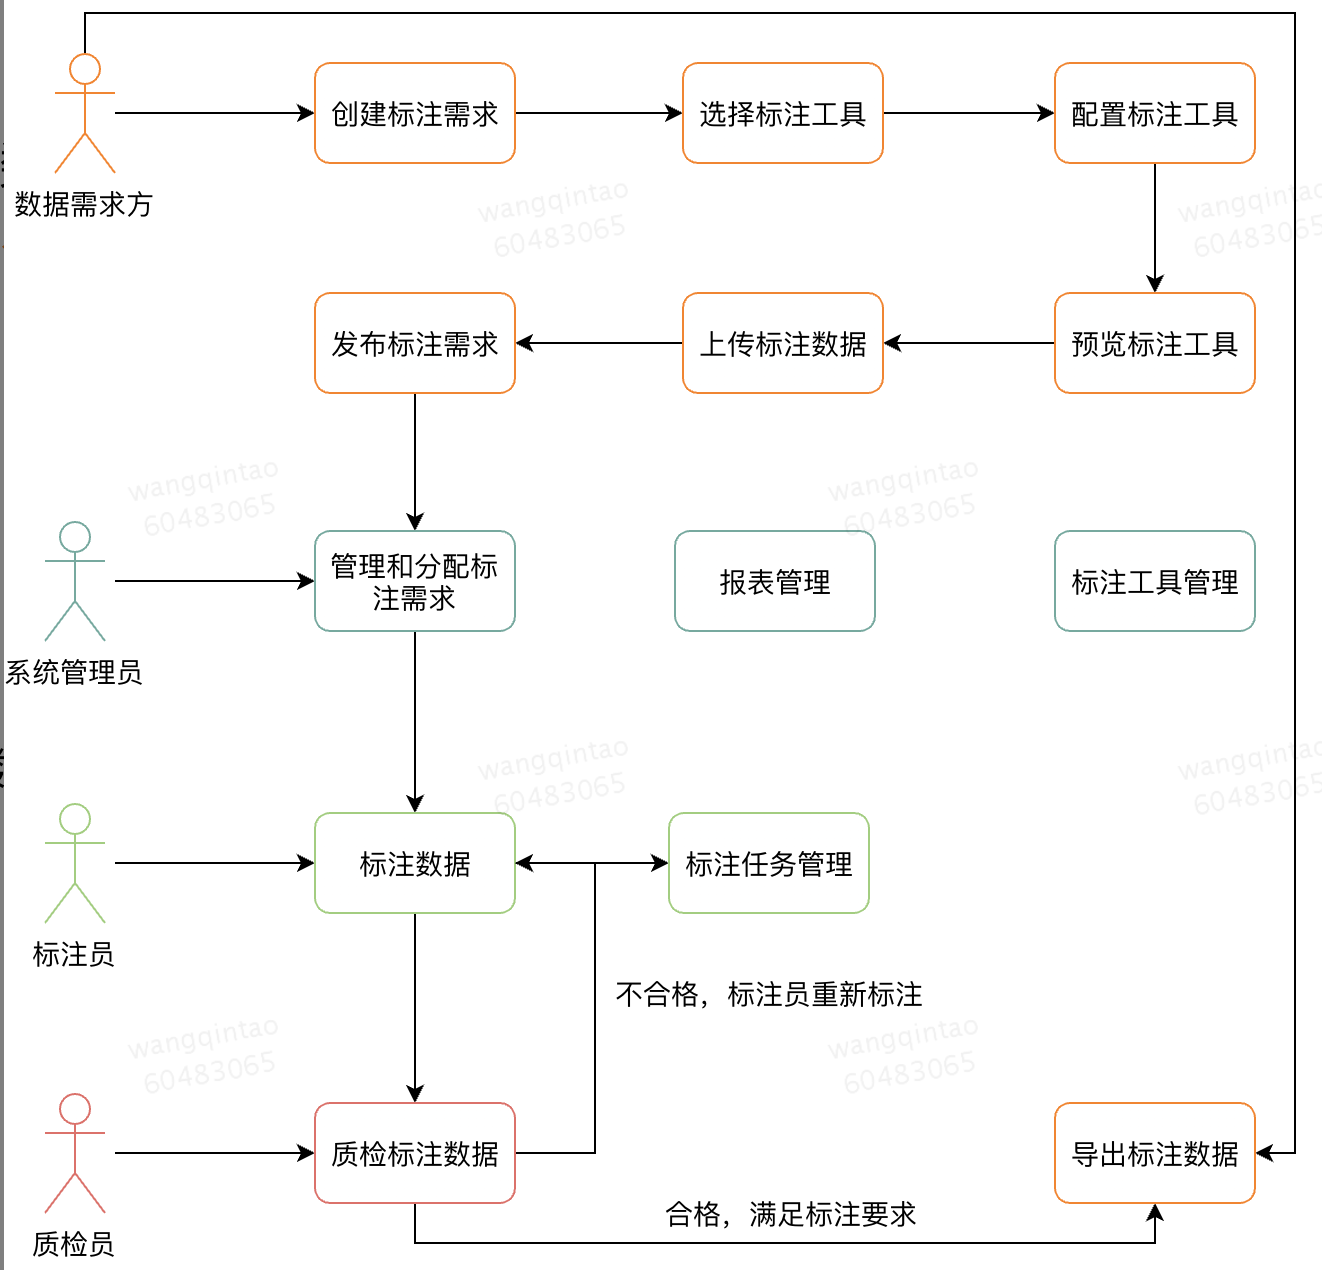 创建标注需求
选择标注工具
配置标注工具
数据需求方
wangqintao
60483065
wangqintao
60483065
发布标注需求
上传标注数据
预览标注工具
wangqintao
60483065
wangqintao
60483065
管理和分配标
注需求
报表管理
标注工具管理
系统管理员
wangqintao
60483065
wangqintao
60483065
标注数据
标注任务管理
标注员
不合格，标注员重新标注
wangqintao
60483065
wangqintao
60483065
质检标注数据
导出标注数据
合格，满足标注要求
质检员